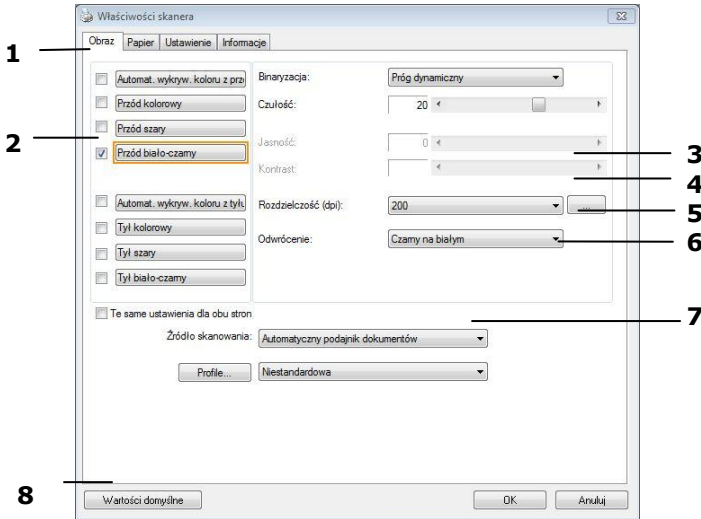 Właściwości skanera
1 Obraz Papier Ustawienie Informacje
Automat. wykryw. koloru z prz Binaryzacja: Próg dynamiczny
Przód kolorowy Czułość: 20
Przód szary
2 Jasność: 0
Przód biało-czarny 3
Kontrast:
4
Automat. wykryw. koloru z tyłu Rozdzielczość (dpi): 200 ... 5
Tył kolorowy
Odwrócenie: Czarny na białym 6
Tył szary
Tył biało-czarny
Te same ustawienia dla obu stron 7
Źródło skanowania: Automatyczny podajnik dokumentów
Profile... Niestandardowa
8 Wartości domyślne OK Anuluj